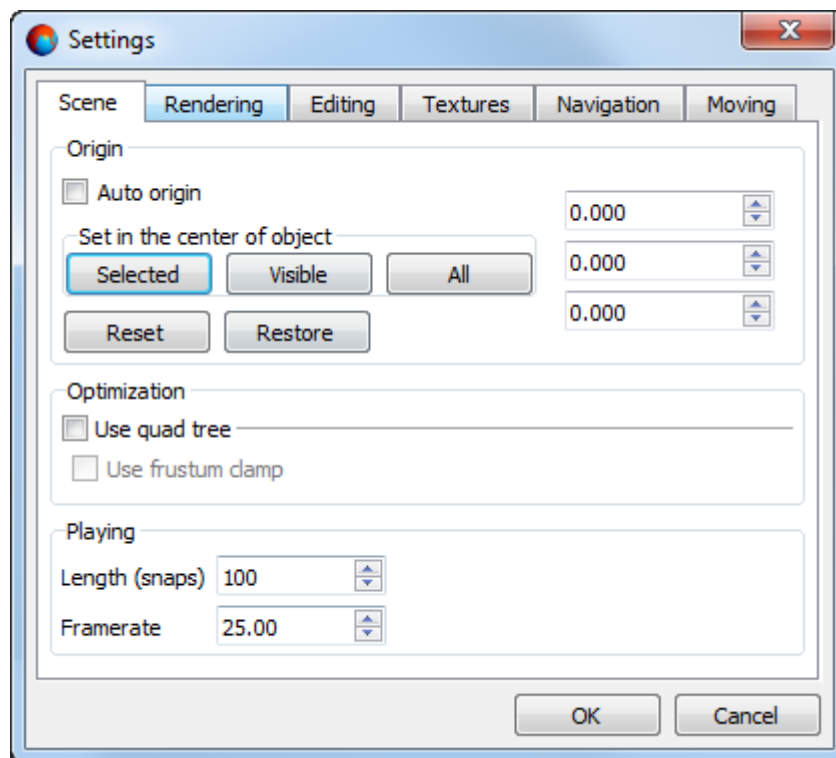 Settings
Scene Rendering Editing Textures Navigation Moving
Origin
Auto origin
0.000
Set in the center of object
Selected Visible All
0.000
Reset Restore
0.000
Optimization
Use quad tree
Use frustum clamp
Playing
Length (snaps) 100
Framerate 25.00
OK Cancel